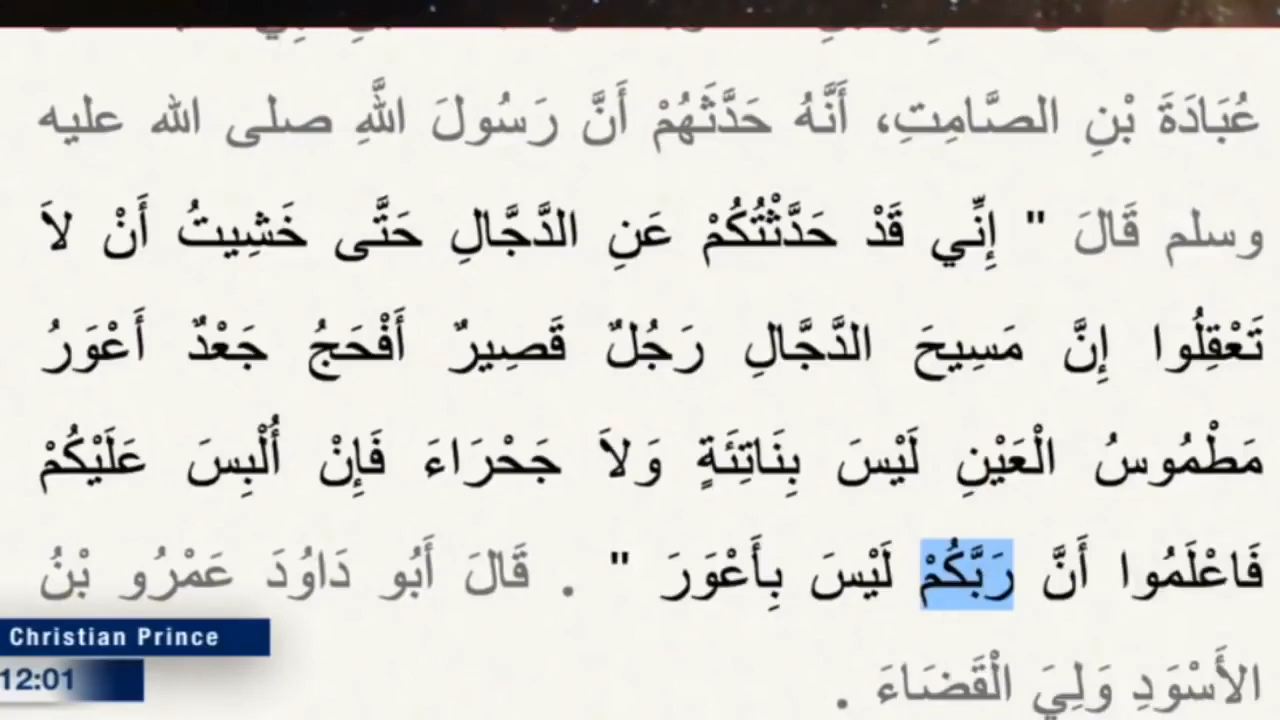 عُبَادَةَ بْنِ الصَّامِتِ، أَنَّهُ حَدَّثَهُمْ أَنَّ رَسُولَ اللَّهِ صلى الله عليه
وسلم قَالَ " إِنِّي قَدْ حَدَّثْتُكُمْ عَنِ الدَّجَّالِ حَتَّى خَشِيتُ أَنْ لاَ
تَعْقِلُوا إِنَّ مَسِيحَ الدَّجَّالِ رَجُلٌ قَصِيرٌ أَفْحَجُ جَعْدٌ أَعْوَرُ
مَطْمُوسُ الْعَيْنِ لَيْسَ بِنَاتِئَةٍ وَلاَ جَحْرَاءَ فَإِنْ أُلْبِسَ عَلَيْكُمْ
فَاعْلَمُوا أَنَّ رَبَّكُمْ لَيْسَ بِأَعْوَرَ " . قَالَ أَبُو دَاوُدَ عَمْرُو بْنُ
Christian Prince
الأَسْوَدِ وَلِيَ الْقَضَاءَ .
12:01